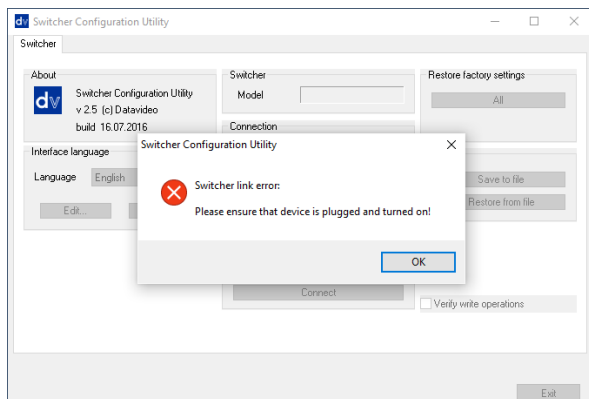 dv Switcher Configuration Utility
Switcher
About
dv
Switcher Configuration Utility
v 2.5 (c) Datavideo
build 16.07.2016
Interface language
Language English
Edit...
Switcher
Model
Connection
Connect
Restore factory settings
All
Save to file
Restore from file
Verify write operations
Exit
Switcher Configuration Utility
Switcher link error:
Please ensure that device is plugged and turned on!
OK